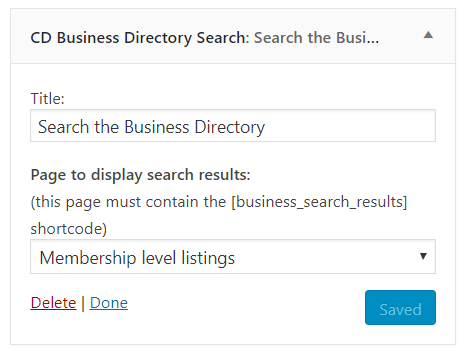 CD Business Directory Search: Search the Busi...
Title:
Search the Business Directory
Page to display search results:
(this page must contain the [business_search_results]
shortcode)
Membership level listings
Delete | Done
Saved